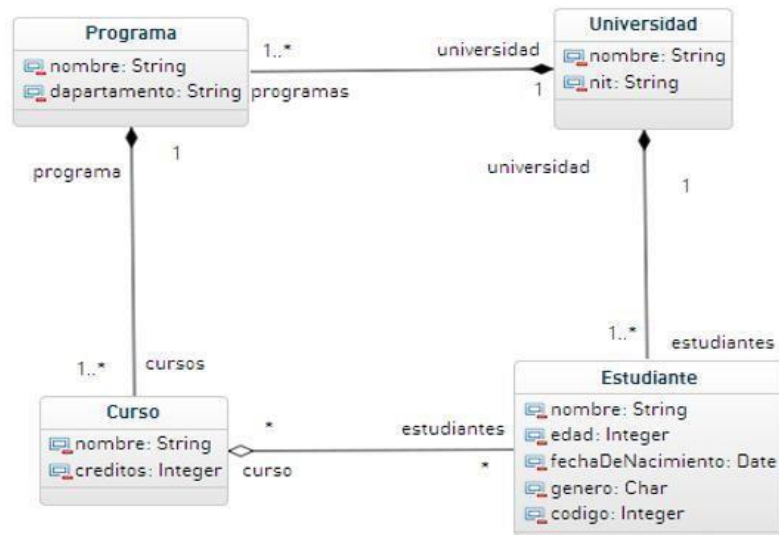 Programa
nombre: String
dapartamento: String
1..*
programas
universidad
1
Universidad
nombre: String
nit: String
1
programa
universidad
1
1..*
cursos
1..*
estudiantes
Curso
nombre: String
creditos: Integer
*
curso
estudiantes
*
Estudiante
nombre: String
edad: Integer
fechaDeNacimiento: Date
genero: Char
codigo: Integer